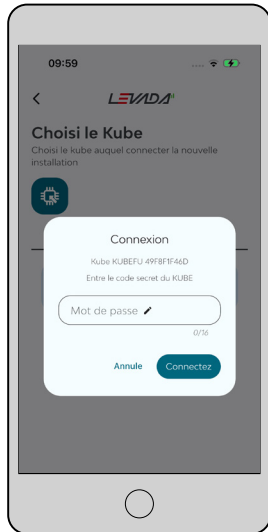 09:59
LEVADA
Choisi le Kube
Choisi le kube auquel connecter la nouvelle
installation
Connexion
Kube KUBEFU 49F8F1F46D
Entre le code secret du KUBE
Mot de passe
0/16
Annule Connectez